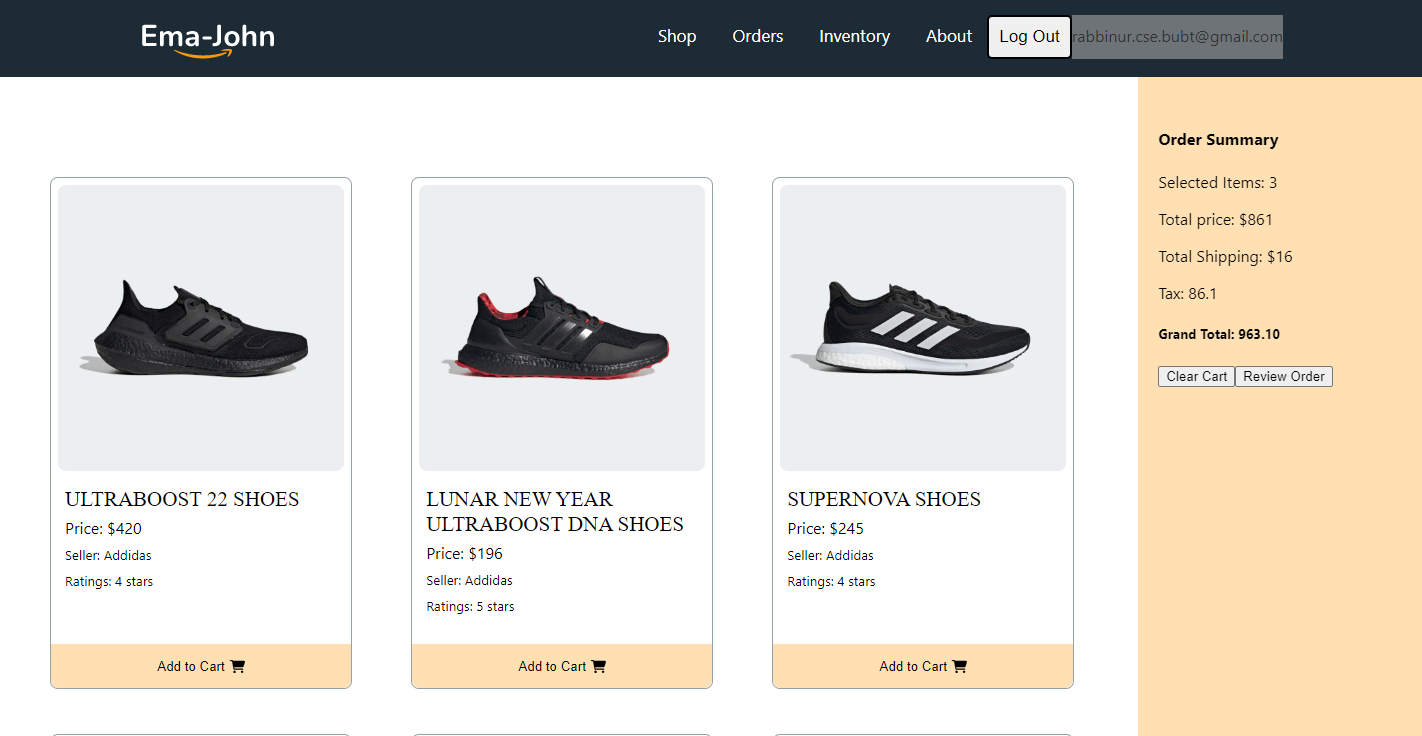 Ema-John
Shop Orders Inventory About Log Out rabbinur.cse.bubt@gmail.com
ULTRABOOST 22 SHOES
Price: $420
Seller: Addidas
Ratings: 4 stars
Add to Cart
LUNAR NEW YEAR
ULTRABOOST DNA SHOES
Price: $196
Seller: Addidas
Ratings: 5 stars
Add to Cart
SUPERNOVA SHOES
Price: $245
Seller: Addidas
Ratings: 4 stars
Add to Cart
Order Summary
Selected Items: 3
Total price: $861
Total Shipping: $16
Tax: 86.1
Grand Total: 963.10
Clear Cart Review Order